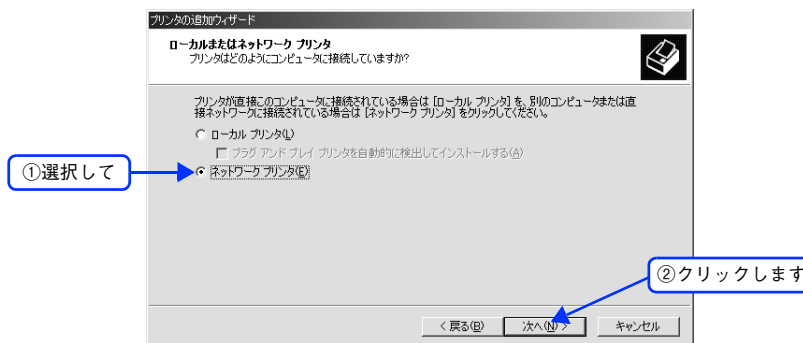 プリンタの追加ウィザード
ローカルまたはネットワーク プリンタ
プリンタはどのようにコンピュータに接続していますか?
プリンタが直接このコンピュータに接続されている場合は [ローカル プリンタ] を、別のコンピュータまたは直
接ネットワークに接続されている場合は [ネットワーク プリンタ] をクリックしてください。
ローカル プリンタ(L)
プラグ アンド プレイ プリンタを自動的に検出してインストールする(A)
①選択して
ネットワーク プリンタ(E)
②クリックします
< 戻る(B)
次へ(N) >
キャンセル